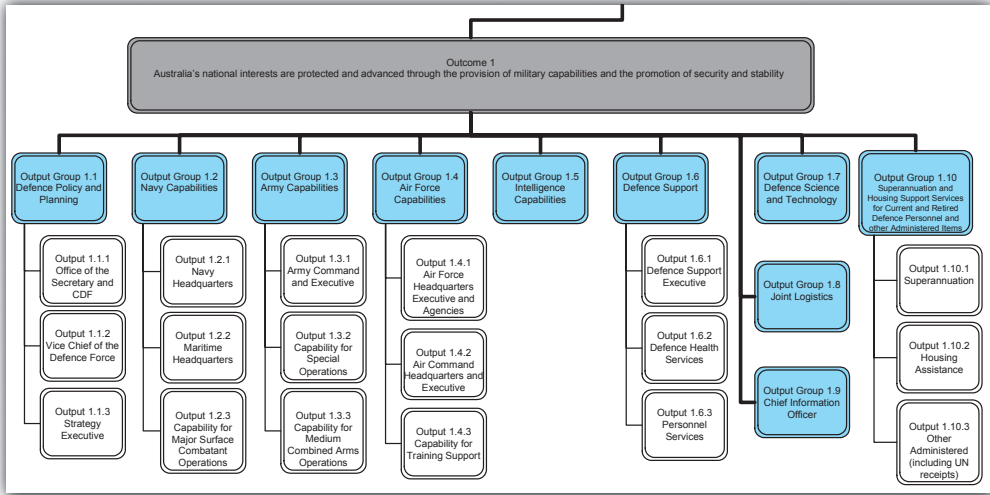 Outcome 1
Australia's national interests are protected and advanced through the provision of military capabilities and the promotion of security and stability
Output Group 1.1
Defence Policy and
Planning
Output Group 1.2
Navy Capabilities
Output Group 1.3
Army Capabilities
Output Group 1.4
Air Force
Capabilities
Output Group 1.5
Intelligence
Capabilities
Output Group 1.6
Defence Support
Output Group 1.7
Defence Science
and Technology
Output Group 1.10
Superannuation and
Housing Support Services
for Current and Retired
Defence Personnel and
other Administered Items
Output 1.1.1
Office of the
Secretary and
CDF
Output 1.2.1
Navy
Headquarters
Output 1.3.1
Army Command
and Executive
Output 1.4.1
Air Force
Headquarters
Executive and
Agencies
Output 1.6.1
Defence Support
Executive
Output Group 1.8
Joint Logistics
Output 1.10.1
Superannuation
Output 1.1.2
Vice Chief of the
Defence Force
Output 1.2.2
Maritime
Headquarters
Output 1.3.2
Capability for
Special
Operations
Output 1.4.2
Air Command
Headquarters and
Executive
Output 1.6.2
Defence Health
Services
Output 1.10.2
Housing
Assistance
Output 1.1.3
Strategy
Executive
Output 1.2.3
Capability for
Major Surface
Combatant
Operations
Output 1.3.3
Capability for
Medium
Combined Arms
Operations
Output 1.4.3
Capability for
Training Support
Output 1.6.3
Personnel
Services
Output Group 1.9
Chief Information
Officer
Output 1.10.3
Other
Administered
(including UN
receipts)